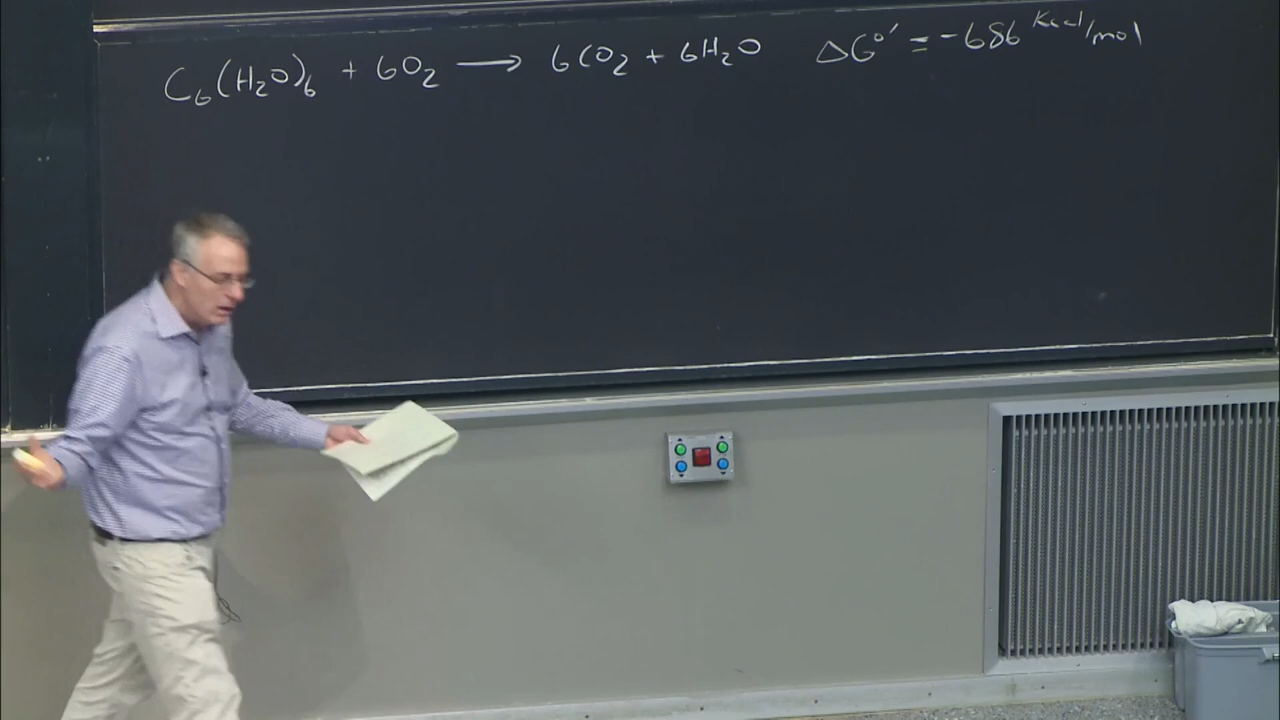 C₆(H₂O)₆ + 6O₂ ⟶ 6CO₂ + 6H₂O ΔG°′ = -686 Kcal/mol